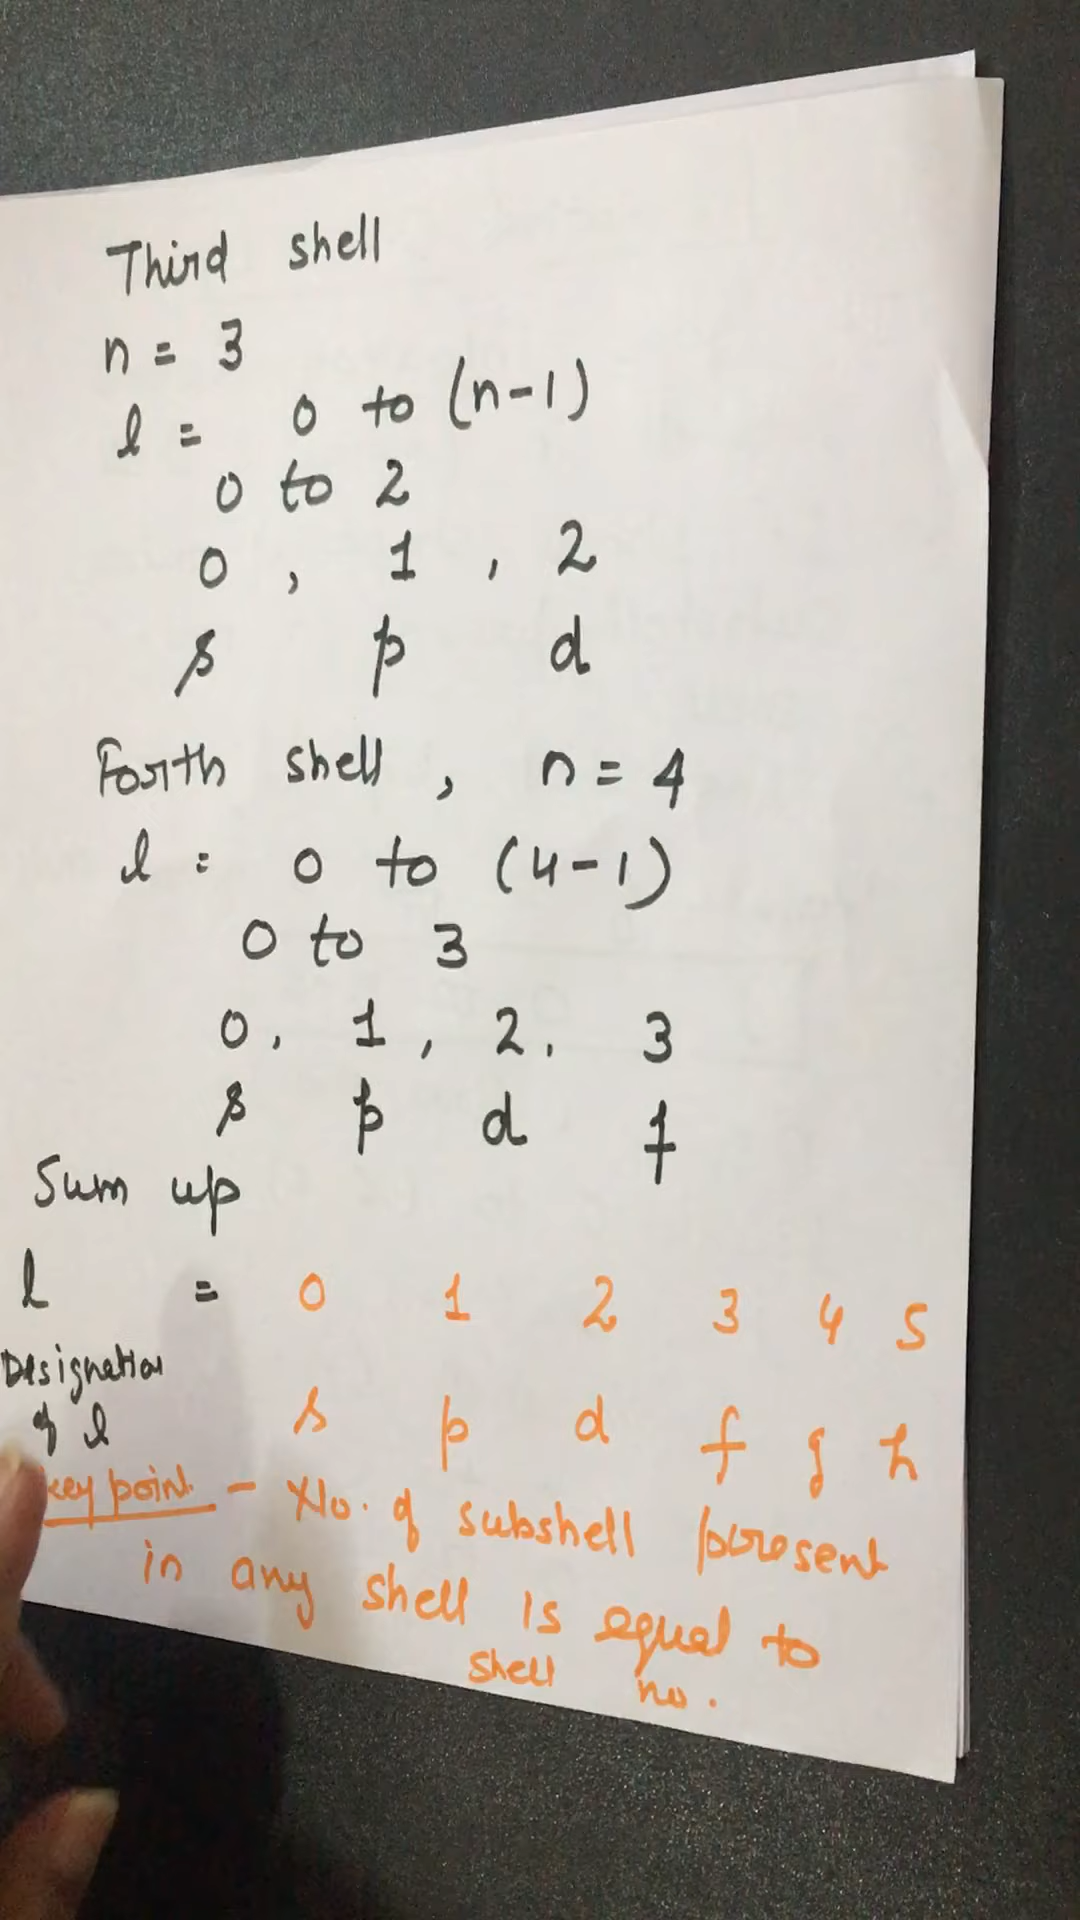 Third shell
n = 3
l = 0 to (n-1)
0 to 2
0 , 1 , 2
s p d
Forth shell , n = 4
l = 0 to (4-1)
0 to 3
0, 1, 2. 3
s p d f
Sum up
l = 0 1 2 3 4 5
Designation
of l s p d f g h
key point - No. of subshell present
in any shell is equal to
shell no.